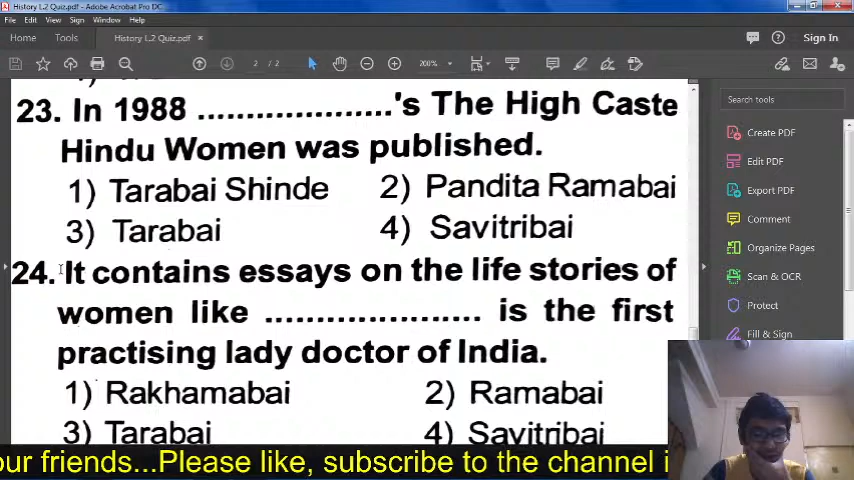 History L.2 Quiz.pdf - Adobe Acrobat Pro DC
File Edit View Sign Window Help
Home Tools History L.2 Quiz.pdf × Sign In
2 / 2 200%
23. In 1988 .....................'s The High Caste
Hindu Women was published.
1) Tarabai Shinde 2) Pandita Ramabai
3) Tarabai 4) Savitribai
24. It contains essays on the life stories of
women like ....................... is the first
practising lady doctor of India.
1) Rakhamabai 2) Ramabai
3) Tarabai 4) Savitribai
Search tools
Create PDF
Edit PDF
Export PDF
Comment
Organize Pages
Scan & OCR
Protect
Fill & Sign
our friends...Please like, subscribe to the channel i